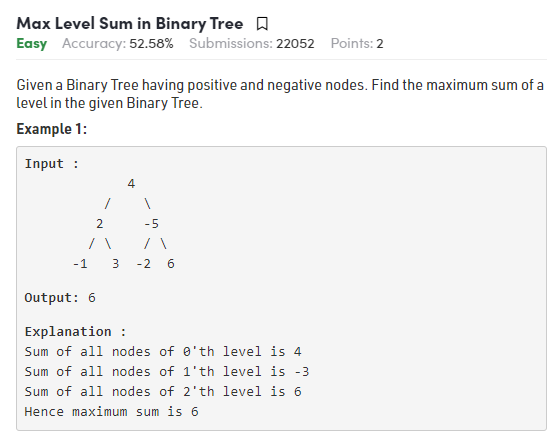 Max Level Sum in Binary Tree
Easy Accuracy: 52.58% Submissions: 22052 Points: 2
Given a Binary Tree having positive and negative nodes. Find the maximum sum of a
level in the given Binary Tree.
Example 1:
Input :
4
/ \
2 -5
/ \ / \
-1 3 -2 6
Output: 6
Explanation :
Sum of all nodes of 0'th level is 4
Sum of all nodes of 1'th level is -3
Sum of all nodes of 2'th level is 6
Hence maximum sum is 6